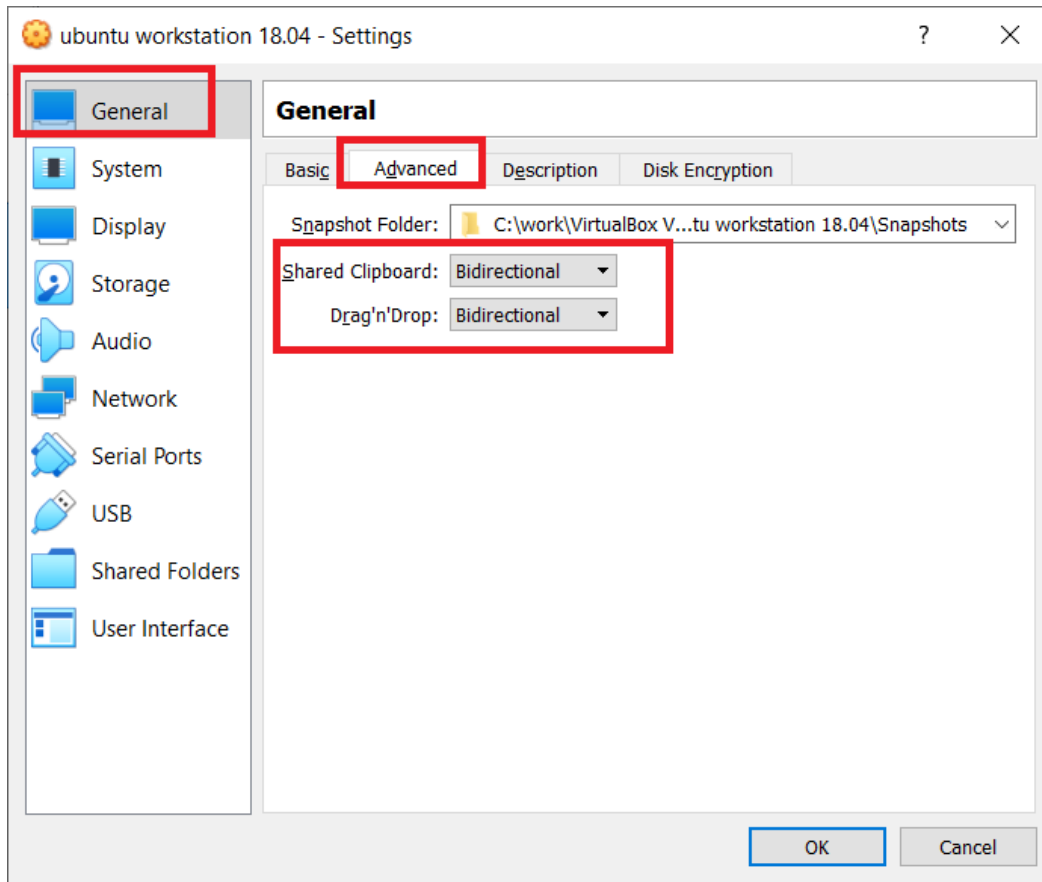 ubuntu workstation 18.04 - Settings ? ×
General
System
Display
Storage
Audio
Network
Serial Ports
USB
Shared Folders
User Interface
General
Basic Advanced Description Disk Encryption
Snapshot Folder: C:\work\VirtualBox V...tu workstation 18.04\Snapshots
Shared Clipboard: Bidirectional
Drag'n'Drop: Bidirectional
OK Cancel